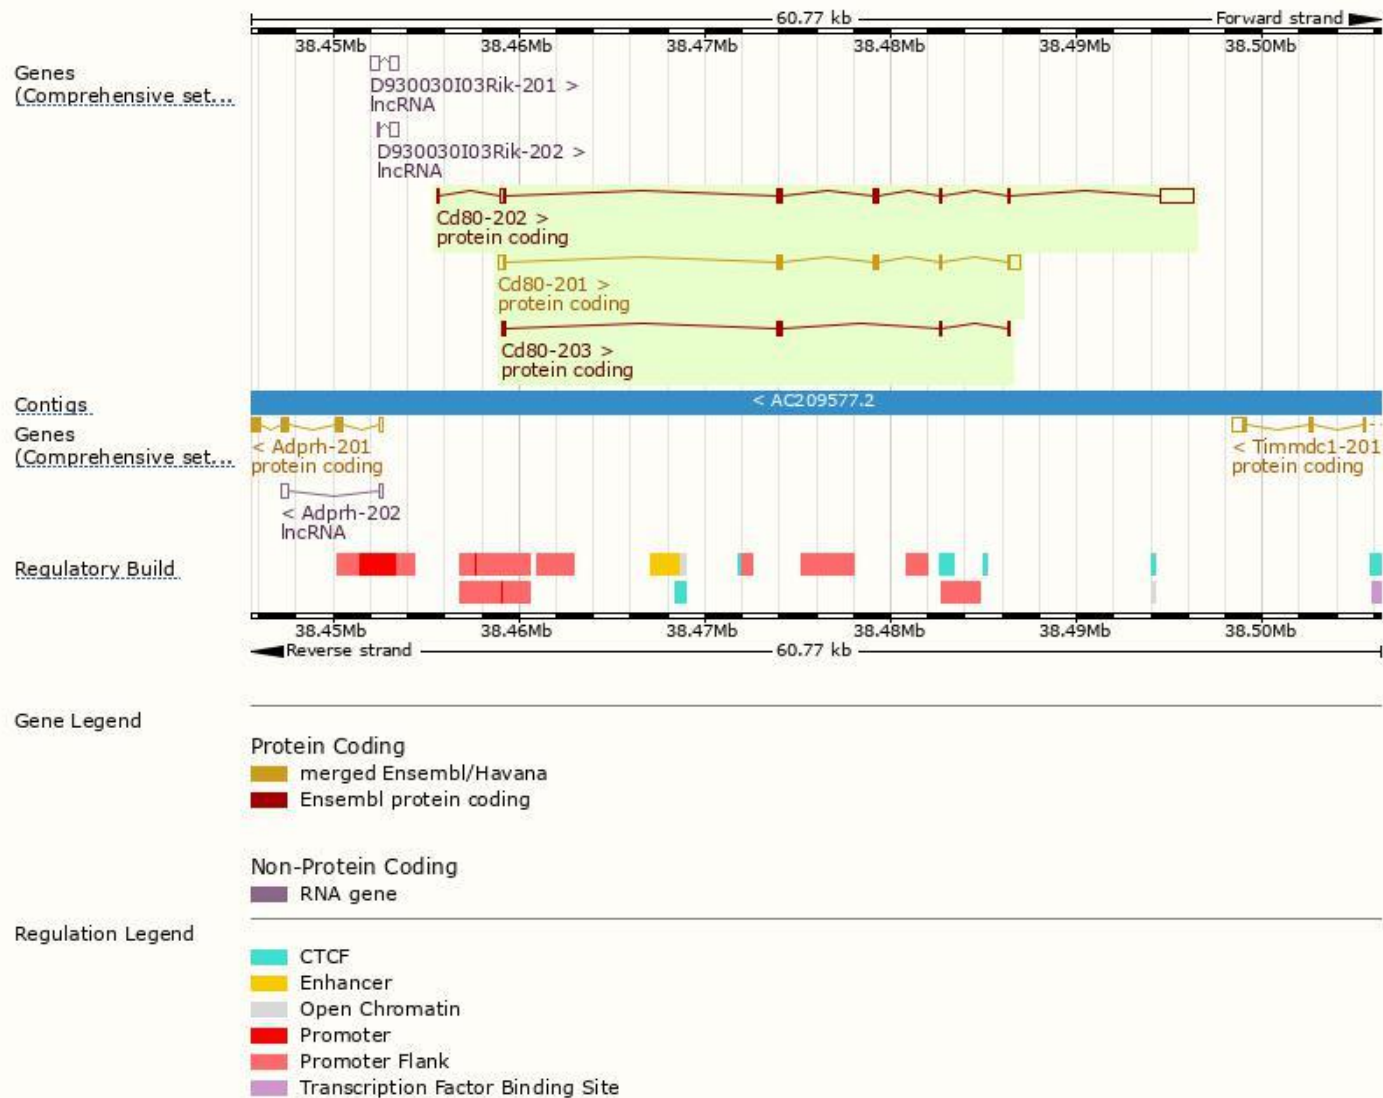 60.77 kb
Forward strand
38.45Mb 38.46Mb 38.47Mb 38.48Mb 38.49Mb 38.50Mb
Genes
(Comprehensive set...
D930030I03Rik-201 >
lncRNA
D930030I03Rik-202 >
lncRNA
Cd80-202 >
protein coding
Cd80-201 >
protein coding
Cd80-203 >
protein coding
Contigs
< AC209577.2
Genes
(Comprehensive set...
< Adprh-201
protein coding
< Timmdc1-201
protein coding
< Adprh-202
lncRNA
Regulatory Build
38.45Mb 38.46Mb 38.47Mb 38.48Mb 38.49Mb 38.50Mb
Reverse strand
60.77 kb
Gene Legend
Protein Coding
merged Ensembl/Havana
Ensembl protein coding
Non-Protein Coding
RNA gene
Regulation Legend
CTCF
Enhancer
Open Chromatin
Promoter
Promoter Flank
Transcription Factor Binding Site